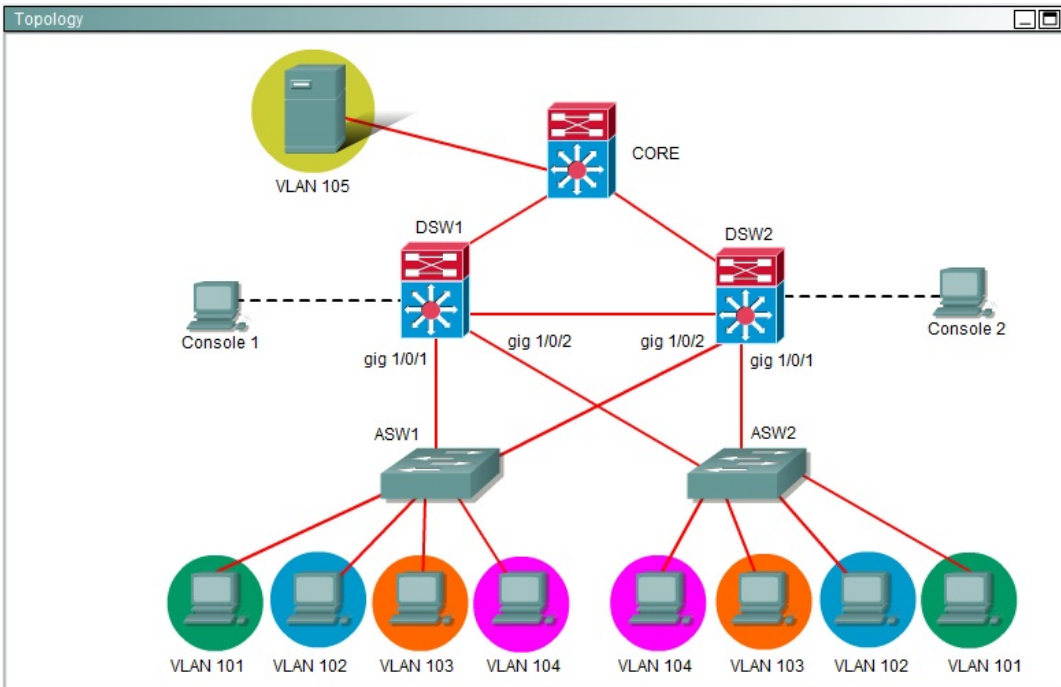 Topology
VLAN 105
CORE
DSW1
DSW2
Console 1
Console 2
gig 1/0/1
gig 1/0/2
gig 1/0/2
gig 1/0/1
ASW1
ASW2
VLAN 101
VLAN 102
VLAN 103
VLAN 104
VLAN 104
VLAN 103
VLAN 102
VLAN 101